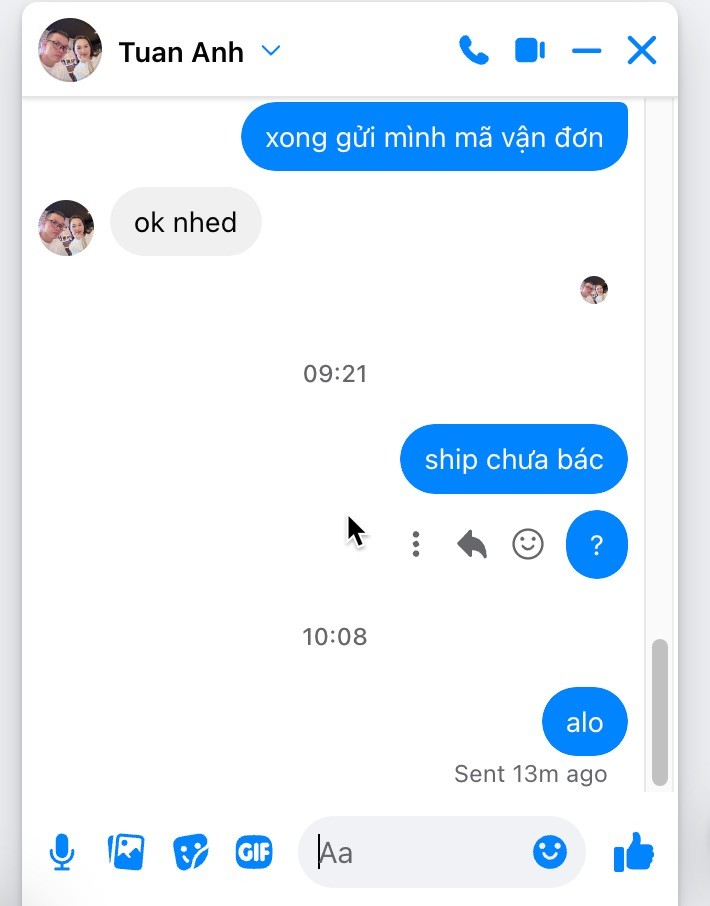 Tuan Anh
xong gửi mình mã vận đơn
ok nhed
09:21
ship chưa bác
?
10:08
alo
Sent 13m ago
GIF
Aa